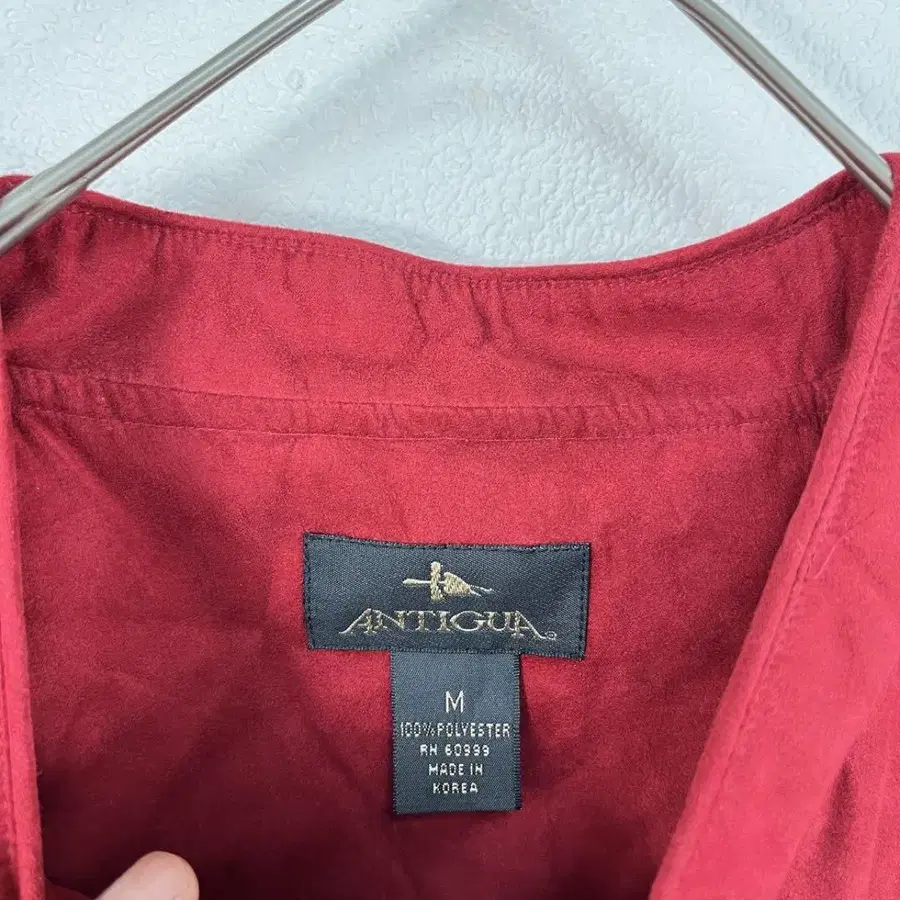 ANTIGUA®
M
100% POLYESTER
RN 60999
MADE IN
KOREA